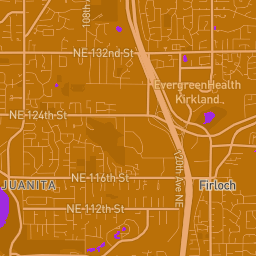 108th
NE 132nd St
EvergreenHealth
Kirkland
NE 124th St
120th Ave NE
JUANITA
NE 116th St
Firloch
NE 112th St